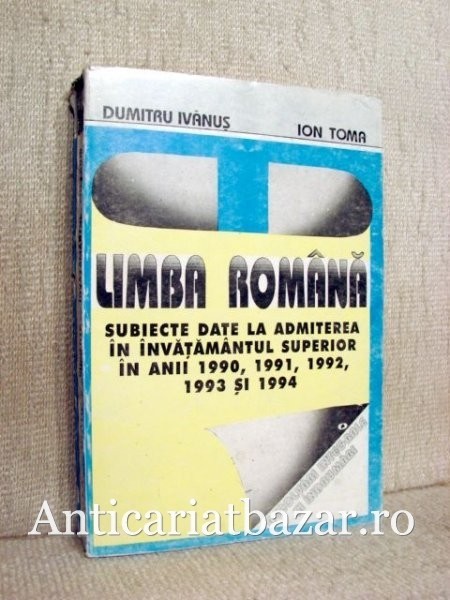 DUMITRU IVĂNUȘ
ION TOMA
LIMBA ROMÂNĂ
SUBIECTE DATE LA ADMITEREA
ÎN ÎNVĂȚĂMÂNTUL SUPERIOR
ÎN ANII 1990, 1991, 1992,
1993 ȘI 1994
Anticariatbazar.ro